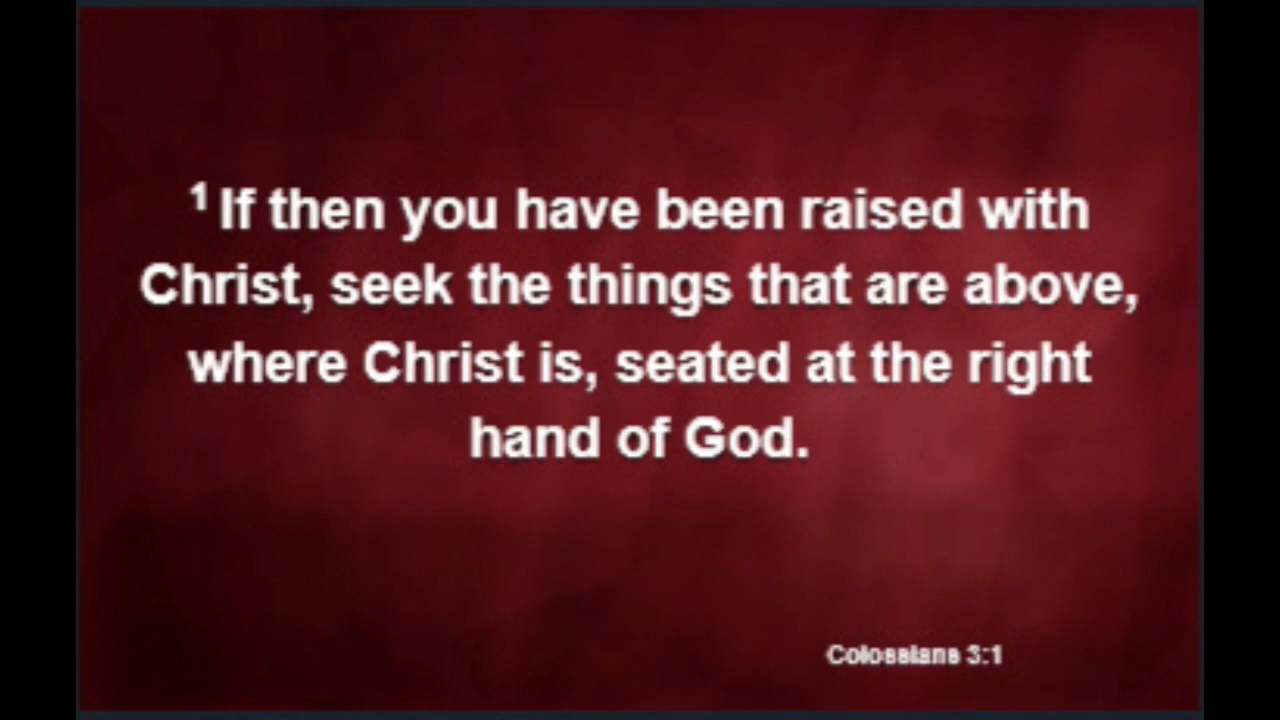 1 If then you have been raised with
Christ, seek the things that are above,
where Christ is, seated at the right
hand of God.
Colossians 3:1